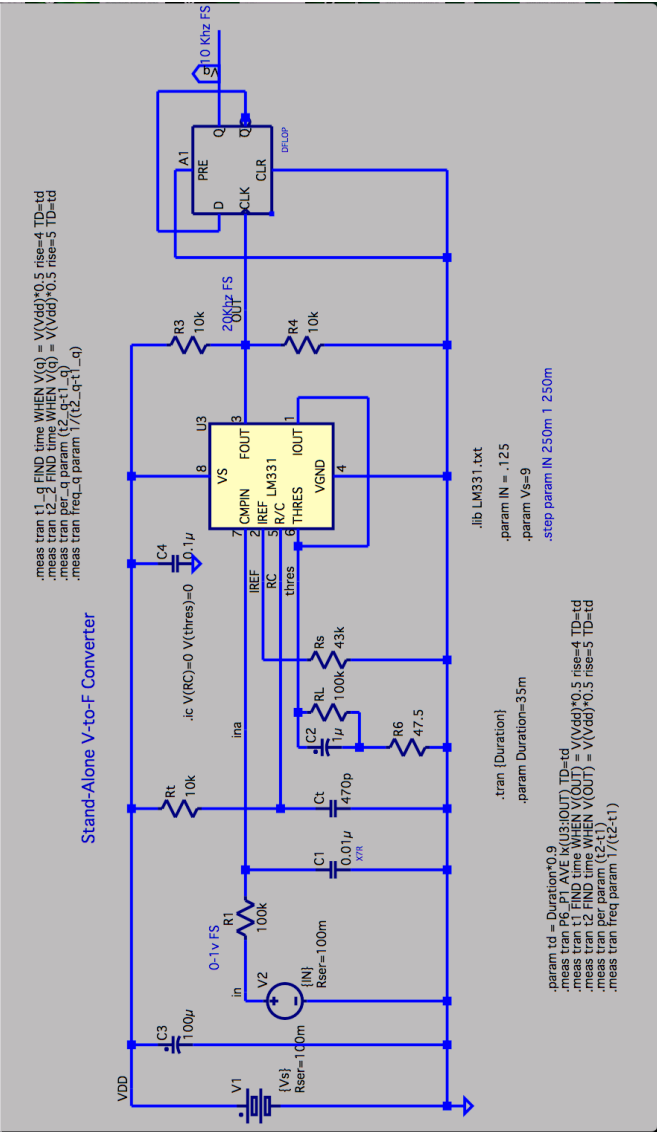 Stand-Alone V-to-F Converter
.meas tran t1_q FIND time WHEN V(q) = V(Vdd)*0.5 rise=4 TD=td
.meas tran t2_2 FIND time WHEN V(q) = V(Vdd)*0.5 rise=5 TD=td
.meas tran per_q param (t2_q-t1_q)
.meas tran freq_q param 1/(t2_q-t1_q)
VDD
V1
{Vs}
Rser=100m
C3
100µ
in
V2
{IN}
Rser=100m
0-1v FS
R1
100k
C1
0.01µ
X7R
Rt
10k
Ct
470p
ina
C2
1µ
RL
100k
R6
47.5
Rs
43k
.ic V(RC)=0 V(thres)=0
C4
0.1µ
IREF
RC
thres
U3
LM331
8
VS
7
CMPIN
2
IREF
5
R/C
6
THRES
3
FOUT
1
IOUT
4
VGND
R3
10k
R4
10k
20Khz FS
OUT
A1
PRE
D
CLK
CLR
Q
Q
DFLOP
Vq
10 Khz FS
.param td = Duration*0.9
.meas tran P6_P1 AVE Ix(U3:IOUT) TD=td
.meas tran t1 FIND time WHEN V(OUT) = V(Vdd)*0.5 rise=4 TD=td
.meas tran t2 FIND time WHEN V(OUT) = V(Vdd)*0.5 rise=5 TD=td
.meas tran per param (t2-t1)
.meas tran freq param 1/(t2-t1)
.tran {Duration}
.param Duration=35m
.lib LM331.txt
.param IN = .125
.param Vs=9
.step param IN 250m 1 250m